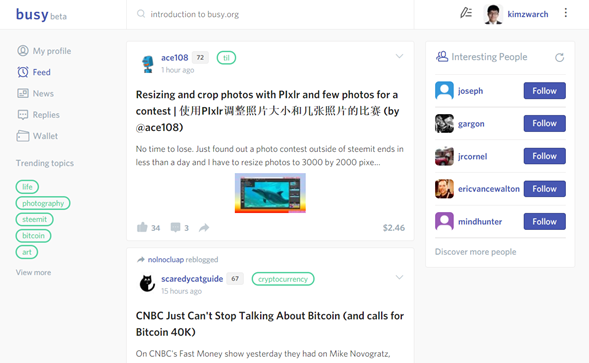 busy beta
introduction to busy.org
kimzwarch
My profile
Feed
News
Replies
Wallet
Trending topics
life
photography
steemit
bitcoin
art
View more
ace108 72 til
1 hour ago
Resizing and crop photos with PIxlr and few photos for a
contest | 使用PIxlr调整照片大小和几张照片的比赛 (by
@ace108)
No time to lose. Just found out a photo contest outside of steemit ends in
less than a day and I have to resize photos to 3000 by 2000 pixe...
34 3 $2.46
nolnocluap reblogged
scaredycatguide 67 cryptocurrency
15 hours ago
CNBC Just Can't Stop Talking About Bitcoin (and calls for
Bitcoin 40K)
On CNBC's Fast Money show yesterday they had on Mike Novogratz,
Interesting People
joseph Follow
gargon Follow
jrcornel Follow
ericvancewalton Follow
mindhunter Follow
Discover more people